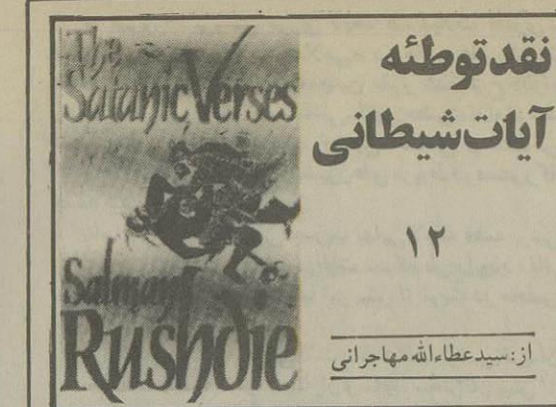 نقد توطئه
آیات شیطانی
۱۲
از: سید عطاءالله مهاجرانی
The
Satanic Verses
Salman
Rushdie